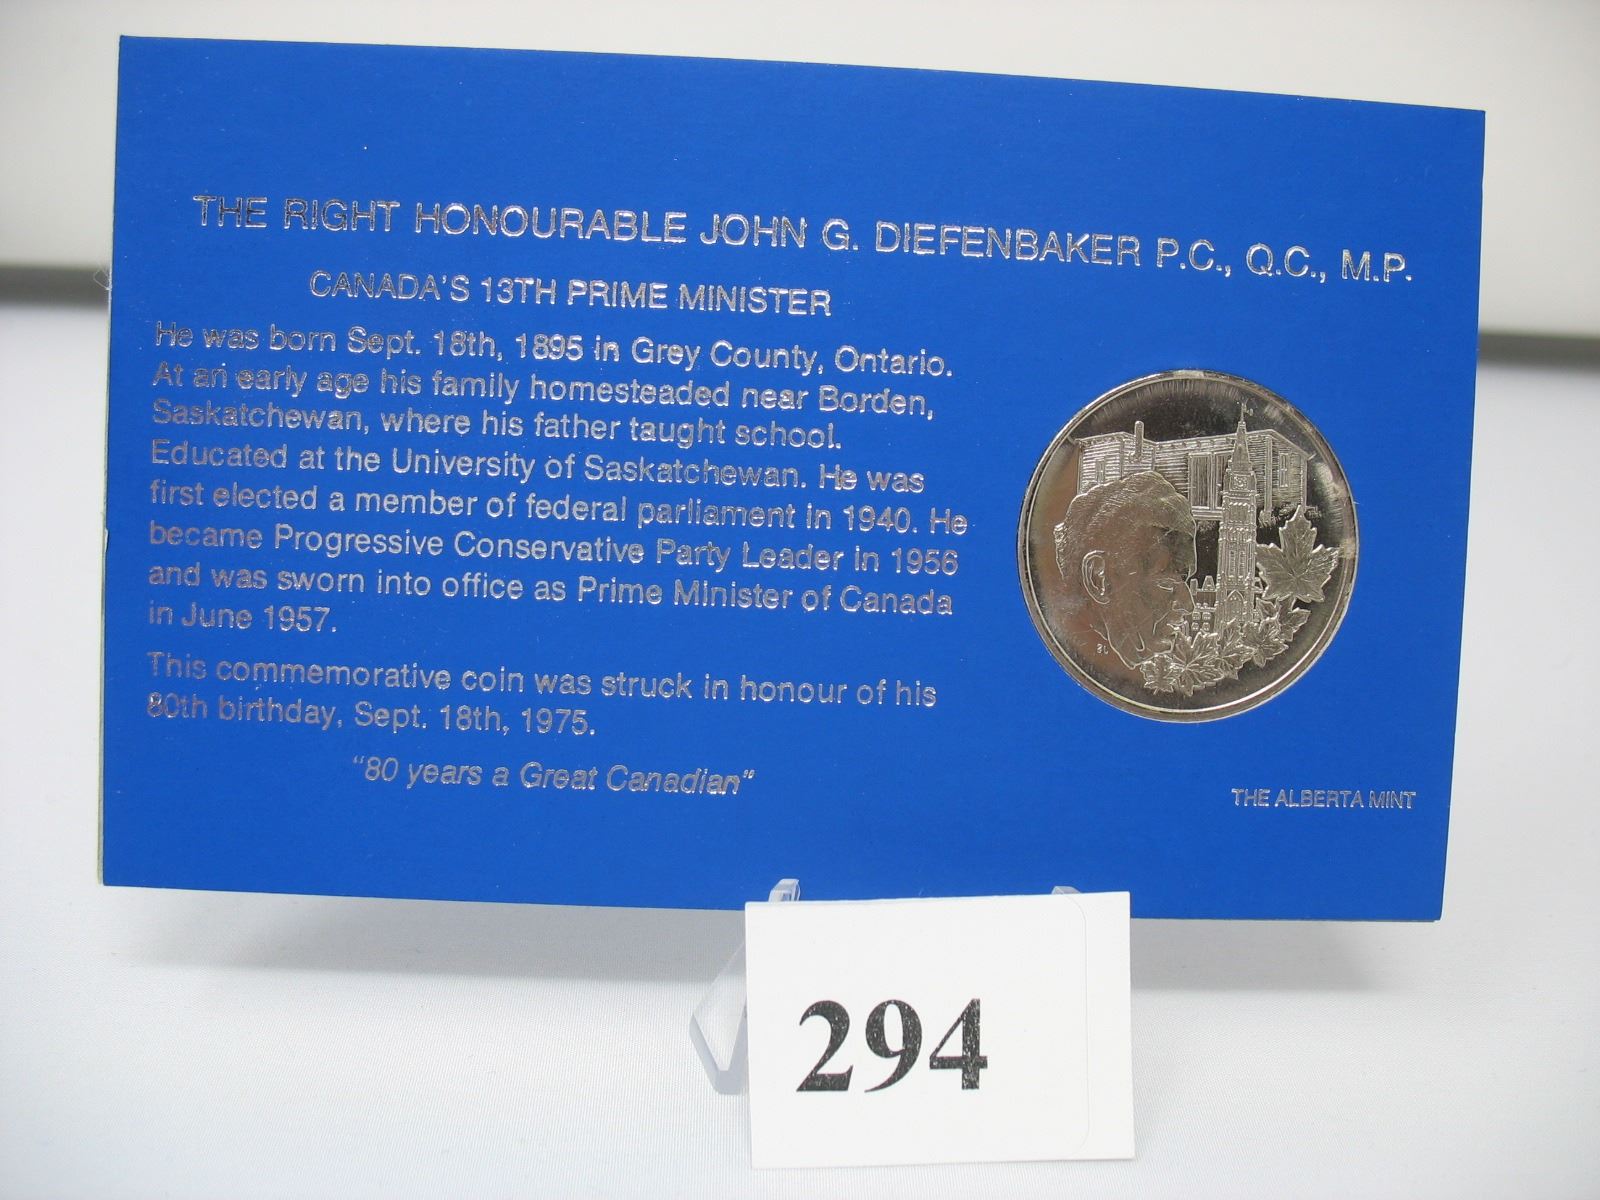 THE RIGHT HONOURABLE JOHN G. DIEFENBAKER P.C., Q.C., M.P.
CANADA'S 13TH PRIME MINISTER
He was born Sept. 18th, 1895 in Grey County, Ontario.
At an early age his family homesteaded near Borden,
Saskatchewan, where his father taught school.
Educated at the University of Saskatchewan. He was
first elected a member of federal parliament in 1940. He
became Progressive Conservative Party Leader in 1956
and was sworn into office as Prime Minister of Canada
in June 1957.
This commemorative coin was struck in honour of his
80th birthday, Sept. 18th, 1975.
"80 years a Great Canadian"
THE ALBERTA MINT
294